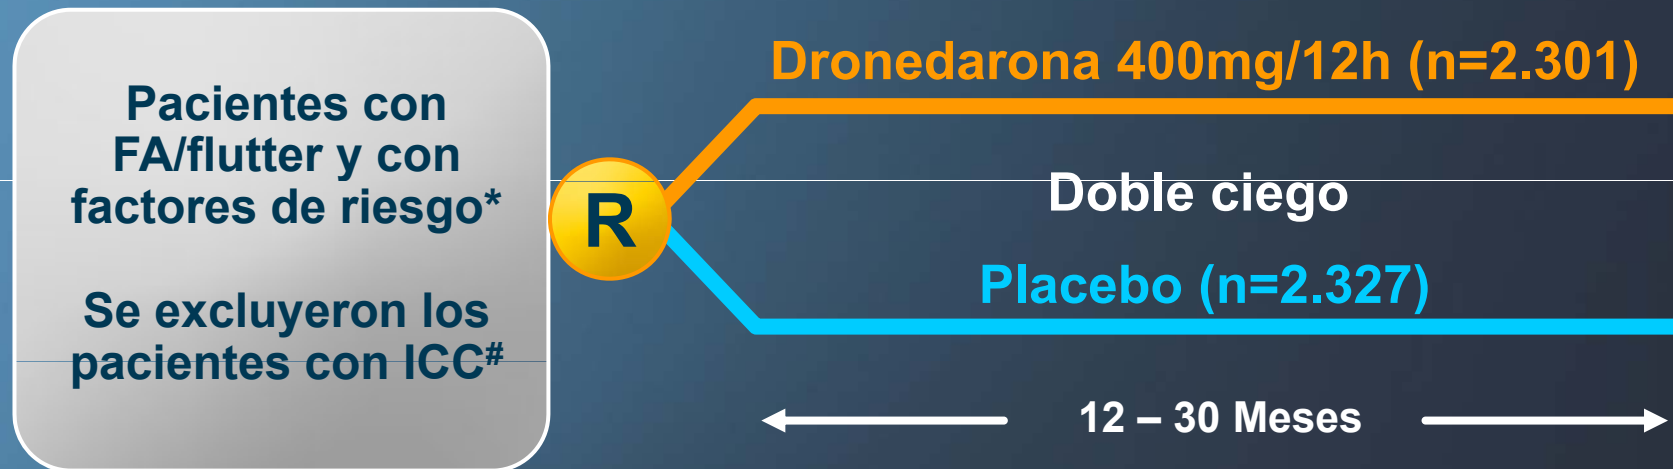 Pacientes con
FA/flutter y con
factores de riesgo*
Se excluyeron los
pacientes con ICC#
R
Dronedarona 400mg/12h (n=2.301)
Doble ciego
Placebo (n=2.327)
12 – 30 Meses